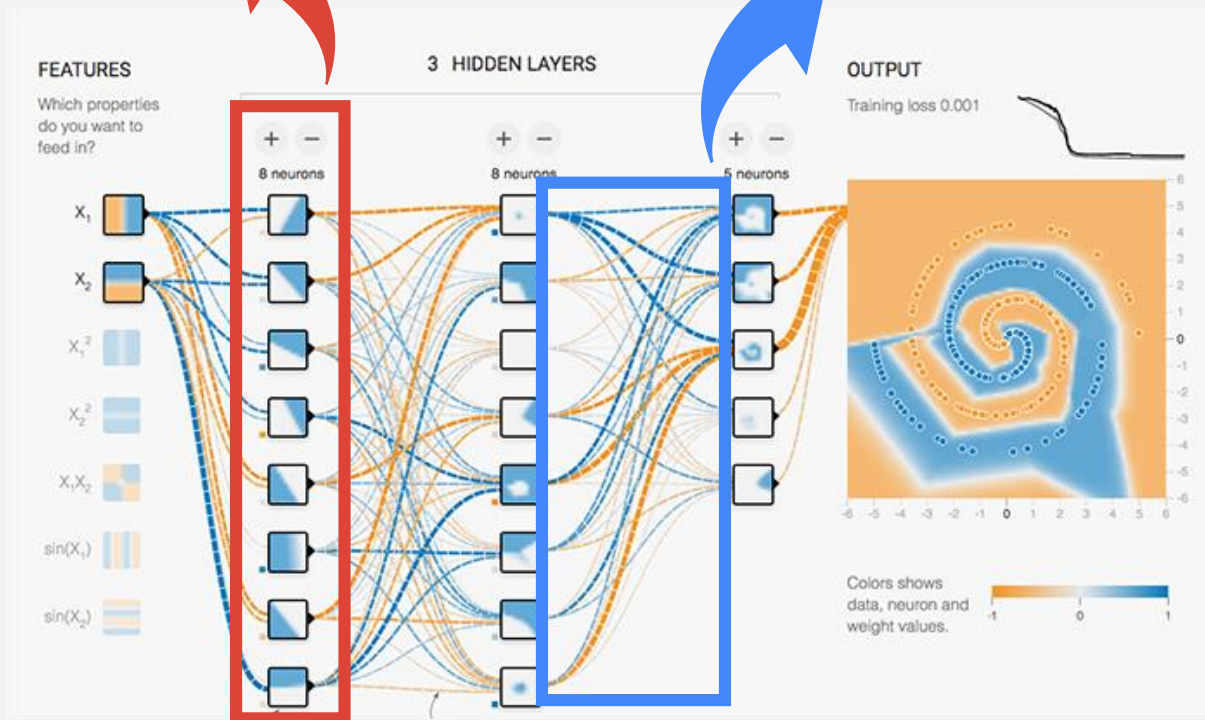 FEATURES
Which properties
do you want to
feed in?
3 HIDDEN LAYERS
OUTPUT
Training loss 0.001
+ −
8 neurons
+ −
8 neurons
+ −
5 neurons
X₁
X₂
X₁²
X₂²
X₁X₂
sin(X₁)
sin(X₂)
6
5
4
3
2
1
0
-1
-2
-3
-4
-5
-6
-6 -5 -4 -3 -2 -1 0 1 2 3 4 5 6
Colors shows
data, neuron and
weight values.
-1 0 1